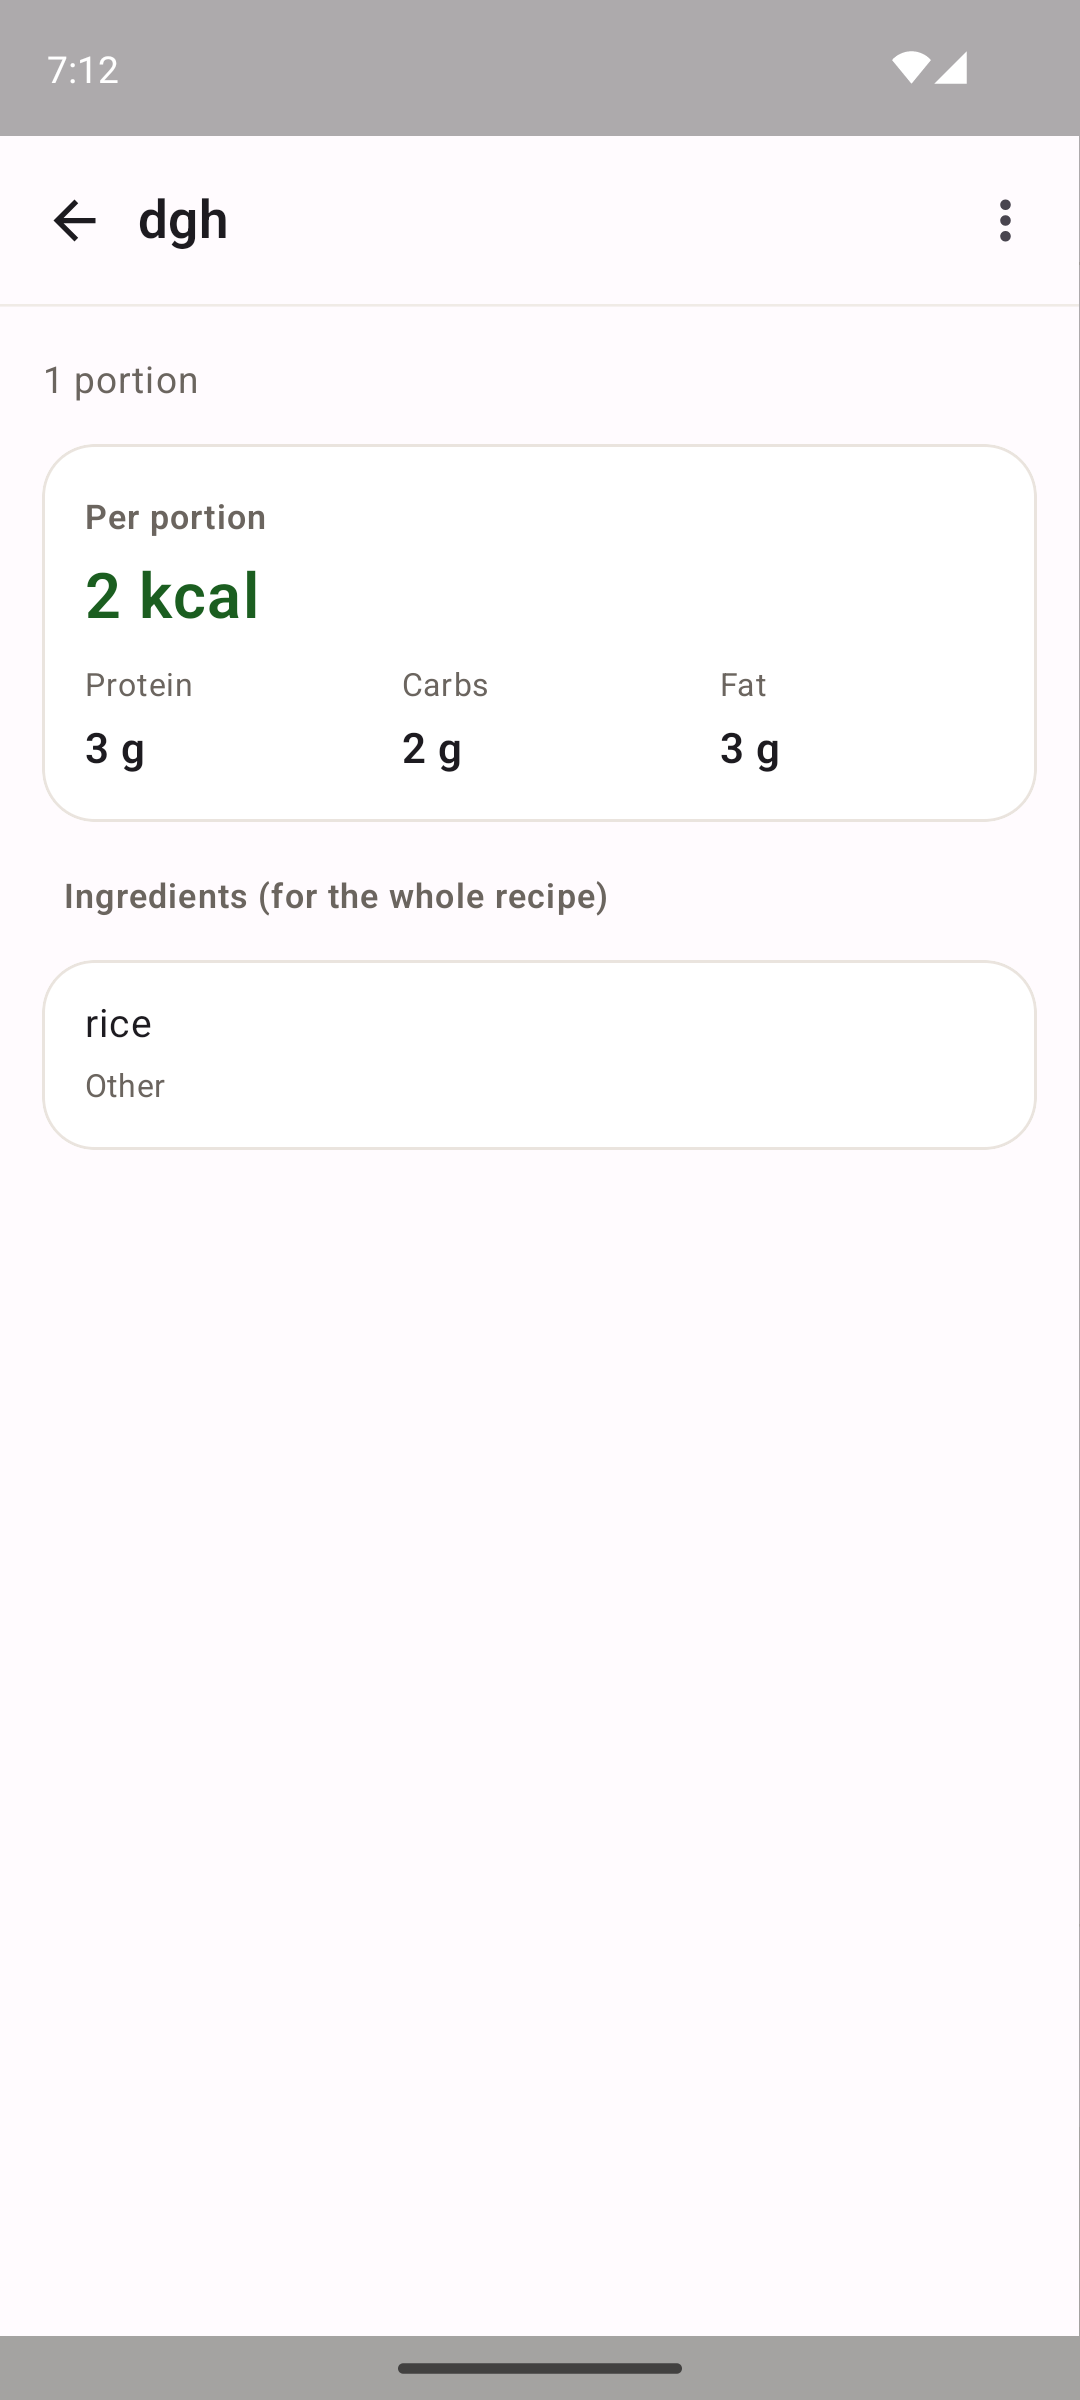 7:12
dgh
1 portion
Per portion
2 kcal
Protein Carbs Fat
3 g 2 g 3 g
Ingredients (for the whole recipe)
rice
Other